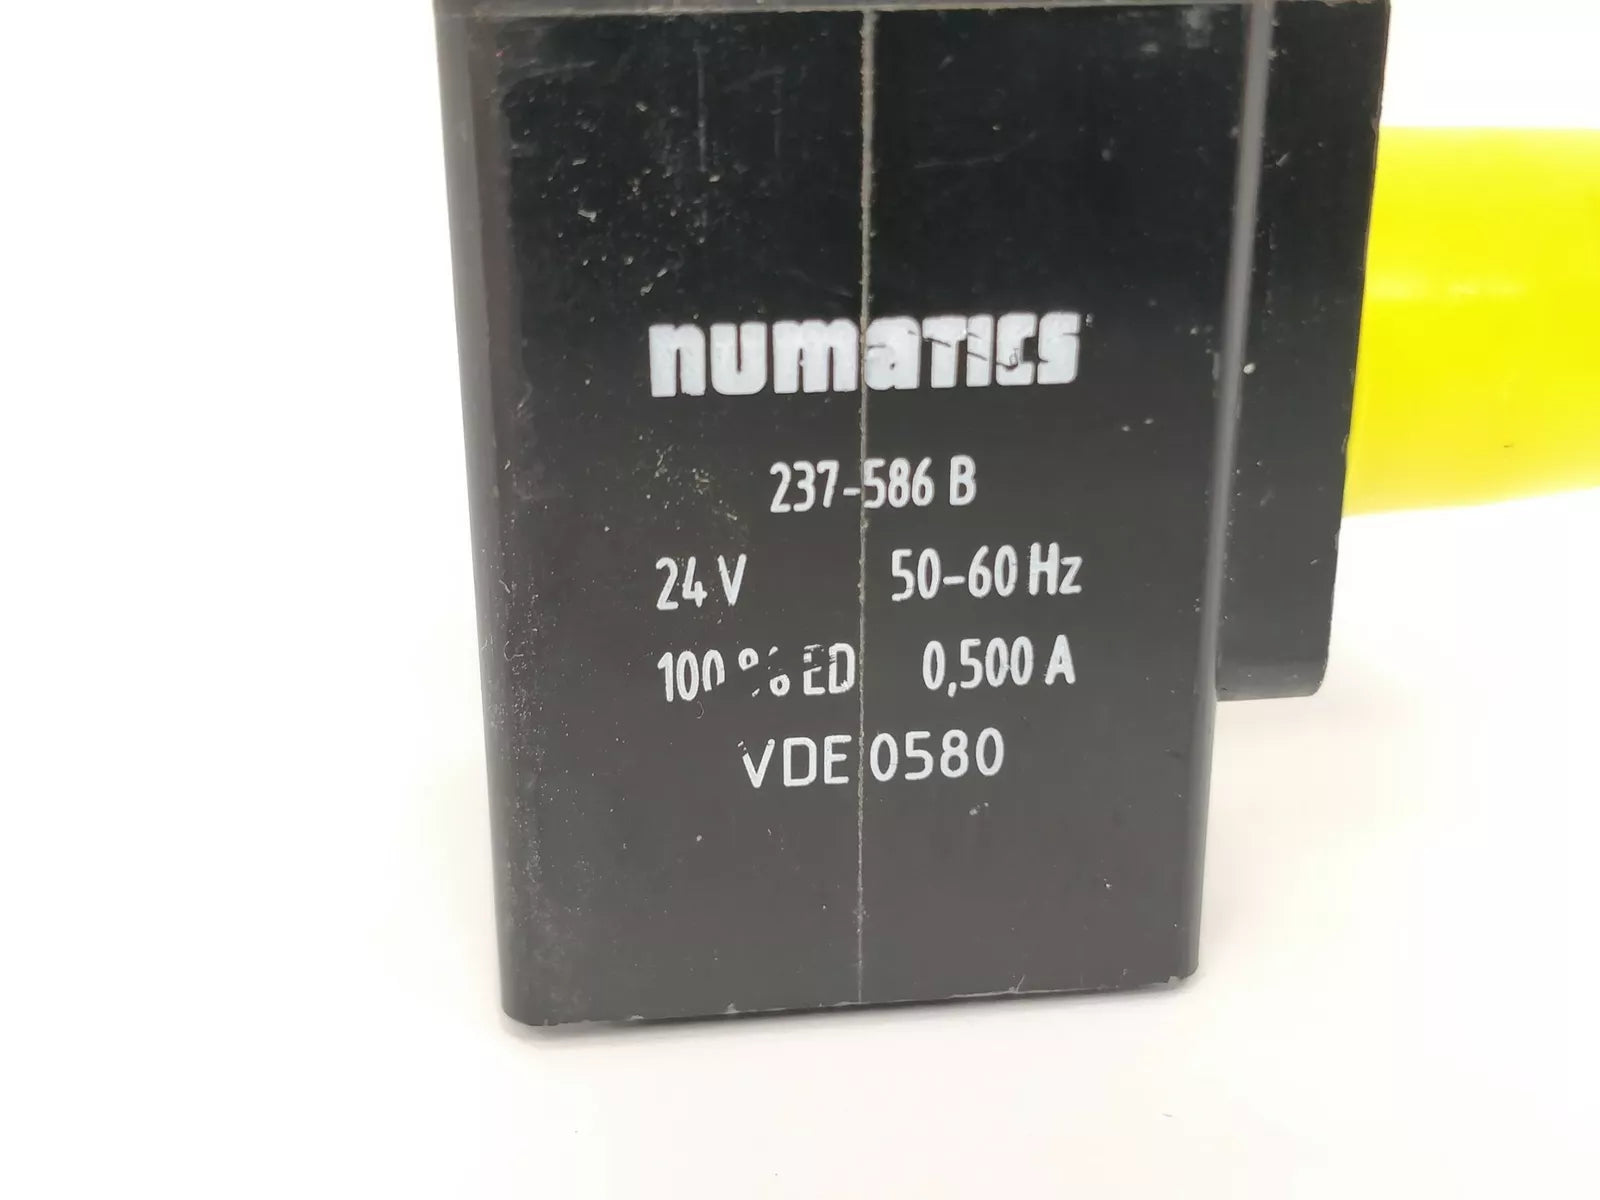 numatics
237-586 B
24 V 50-60 Hz
100 % ED 0,500 A
VDE 0580